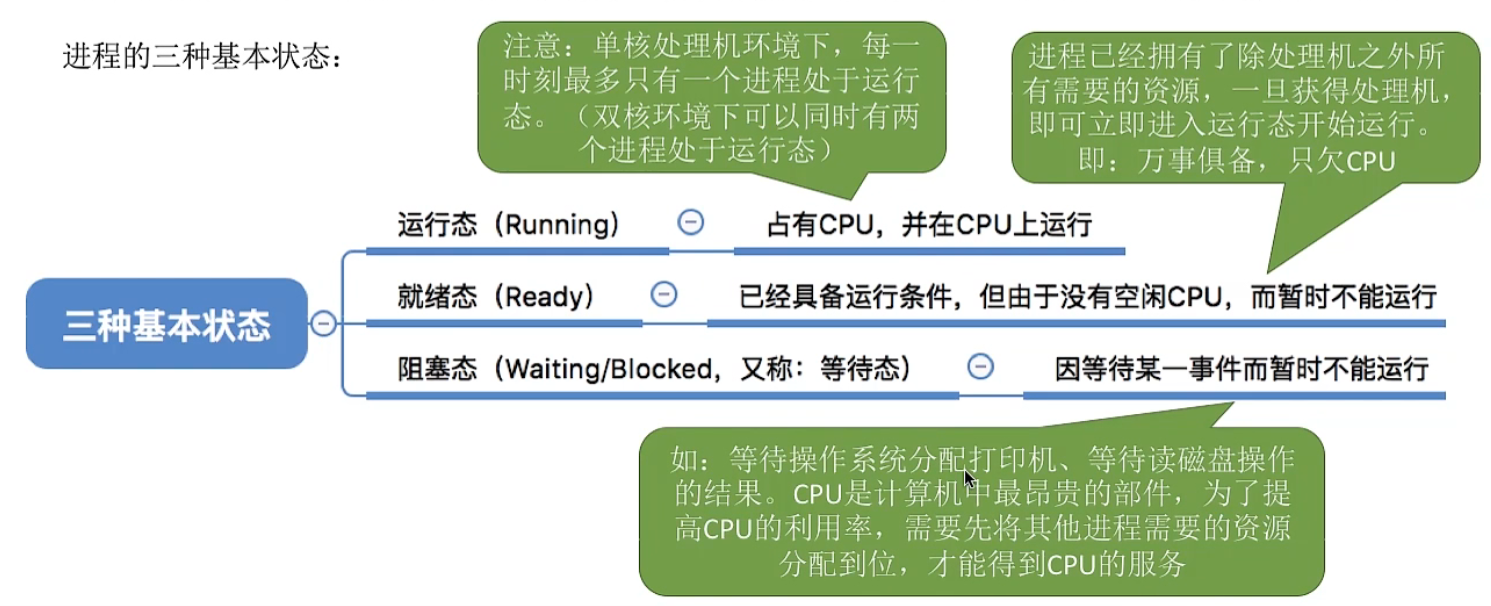 进程的三种基本状态：
注意：单核处理机环境下，每一
时刻最多只有一个进程处于运行
态。（双核环境下可以同时有两
个进程处于运行态）
进程已经拥有了除处理机之外所
有需要的资源，一旦获得处理机，
即可立即进入运行态开始运行。
即：万事俱备，只欠CPU
三种基本状态
运行态（Running） 占有CPU，并在CPU上运行
就绪态（Ready） 已经具备运行条件，但由于没有空闲CPU，而暂时不能运行
阻塞态（Waiting/Blocked，又称：等待态） 因等待某一事件而暂时不能运行
如：等待操作系统分配打印机、等待读磁盘操作
的结果。CPU是计算机中最昂贵的部件，为了提
高CPU的利用率，需要先将其他进程需要的资源
分配到位，才能得到CPU的服务